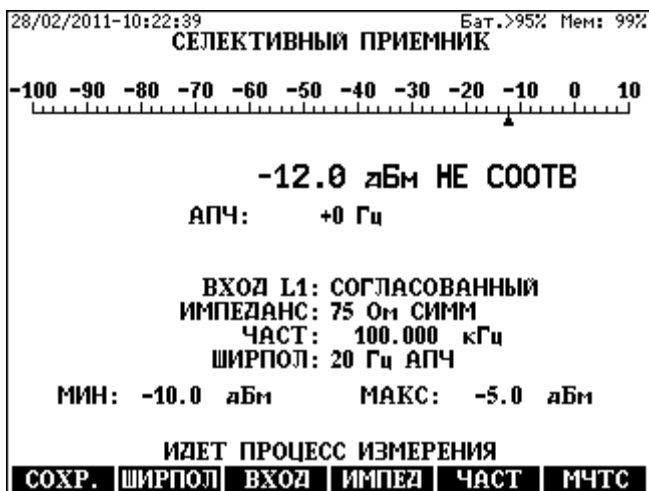 28/02/2011-10:22:39 Бат.>95% Мем: 99%
СЕЛЕКТИВНЫЙ ПРИЕМНИК
-100 -90 -80 -70 -60 -50 -40 -30 -20 -10 0 10
-12.0 дБм НЕ СООТВ
АПЧ: +0 Гц
ВХОД L1: СОГЛАСОВАННЫЙ
ИМПЕДАНС: 75 Ом СИММ
ЧАСТ: 100.000 кГц
ШИРПОЛ: 20 Гц АПЧ
МИН: -10.0 дБм МАКС: -5.0 дБм
ИДЕТ ПРОЦЕСС ИЗМЕРЕНИЯ
СОХР. ШИРПОЛ ВХОД ИМПЕД ЧАСТ МЧТС